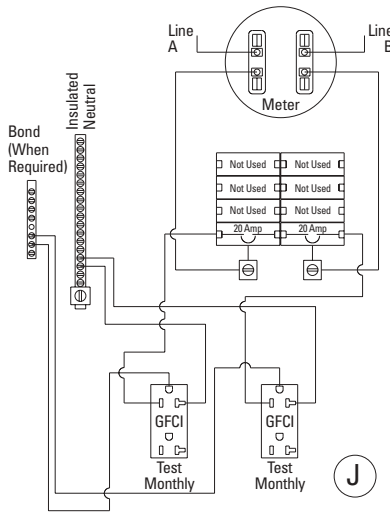 Line
A
Line
B
Meter
Bond
(When
Required)
Insulated
Neutral
Not Used
Not Used
Not Used
Not Used
Not Used
Not Used
20 Amp
20 Amp
GFCI
GFCI
Test
Monthly
Test
Monthly
J